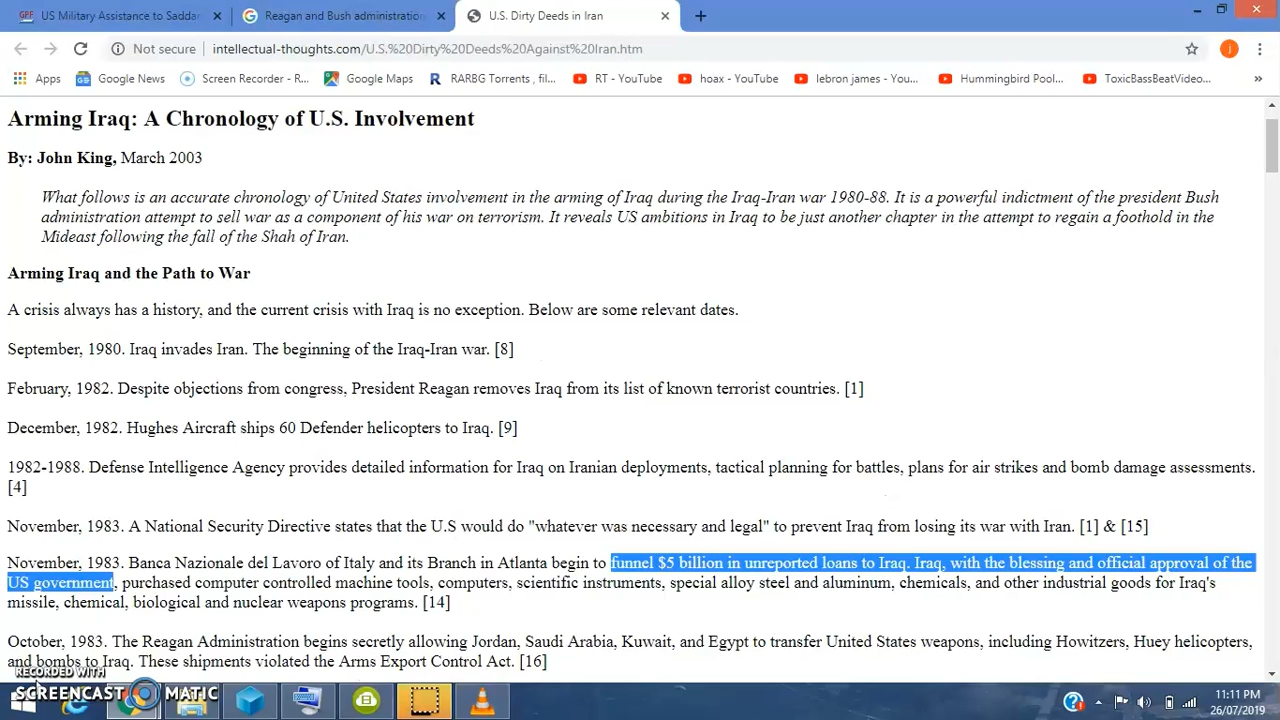 US Military Assistance to Sadda
Reagan and Bush administration
U.S. Dirty Deeds in Iran
Not secure
intellectual-thoughts.com/U.S.%20Dirty%20Deeds%20Against%20Iran.htm
Apps
Google News
Screen Recorder - R...
Google Maps
RARBG Torrents , fil...
RT - YouTube
hoax - YouTube
lebron james - You...
Hummingbird Pool...
ToxicBassBeatVideo...
Arming Iraq: A Chronology of U.S. Involvement
By: John King, March 2003
What follows is an accurate chronology of United States involvement in the arming of Iraq during the Iraq-Iran war 1980-88. It is a powerful indictment of the president Bush
administration attempt to sell war as a component of his war on terrorism. It reveals US ambitions in Iraq to be just another chapter in the attempt to regain a foothold in the
Mideast following the fall of the Shah of Iran.
Arming Iraq and the Path to War
A crisis always has a history, and the current crisis with Iraq is no exception. Below are some relevant dates.
September, 1980. Iraq invades Iran. The beginning of the Iraq-Iran war. [8]
February, 1982. Despite objections from congress, President Reagan removes Iraq from its list of known terrorist countries. [1]
December, 1982. Hughes Aircraft ships 60 Defender helicopters to Iraq. [9]
1982-1988. Defense Intelligence Agency provides detailed information for Iraq on Iranian deployments, tactical planning for battles, plans for air strikes and bomb damage assessments.
[4]
November, 1983. A National Security Directive states that the U.S would do "whatever was necessary and legal" to prevent Iraq from losing its war with Iran. [1] & [15]
November, 1983. Banca Nazionale del Lavoro of Italy and its Branch in Atlanta begin to funnel $5 billion in unreported loans to Iraq. Iraq, with the blessing and official approval of the
US government, purchased computer controlled machine tools, computers, scientific instruments, special alloy steel and aluminum, chemicals, and other industrial goods for Iraq's
missile, chemical, biological and nuclear weapons programs. [14]
October, 1983. The Reagan Administration begins secretly allowing Jordan, Saudi Arabia, Kuwait, and Egypt to transfer United States weapons, including Howitzers, Huey helicopters,
and bombs to Iraq. These shipments violated the Arms Export Control Act. [16]
RECORDED WITH
SCREENCAST MATIC
11:11 PM
26/07/2019